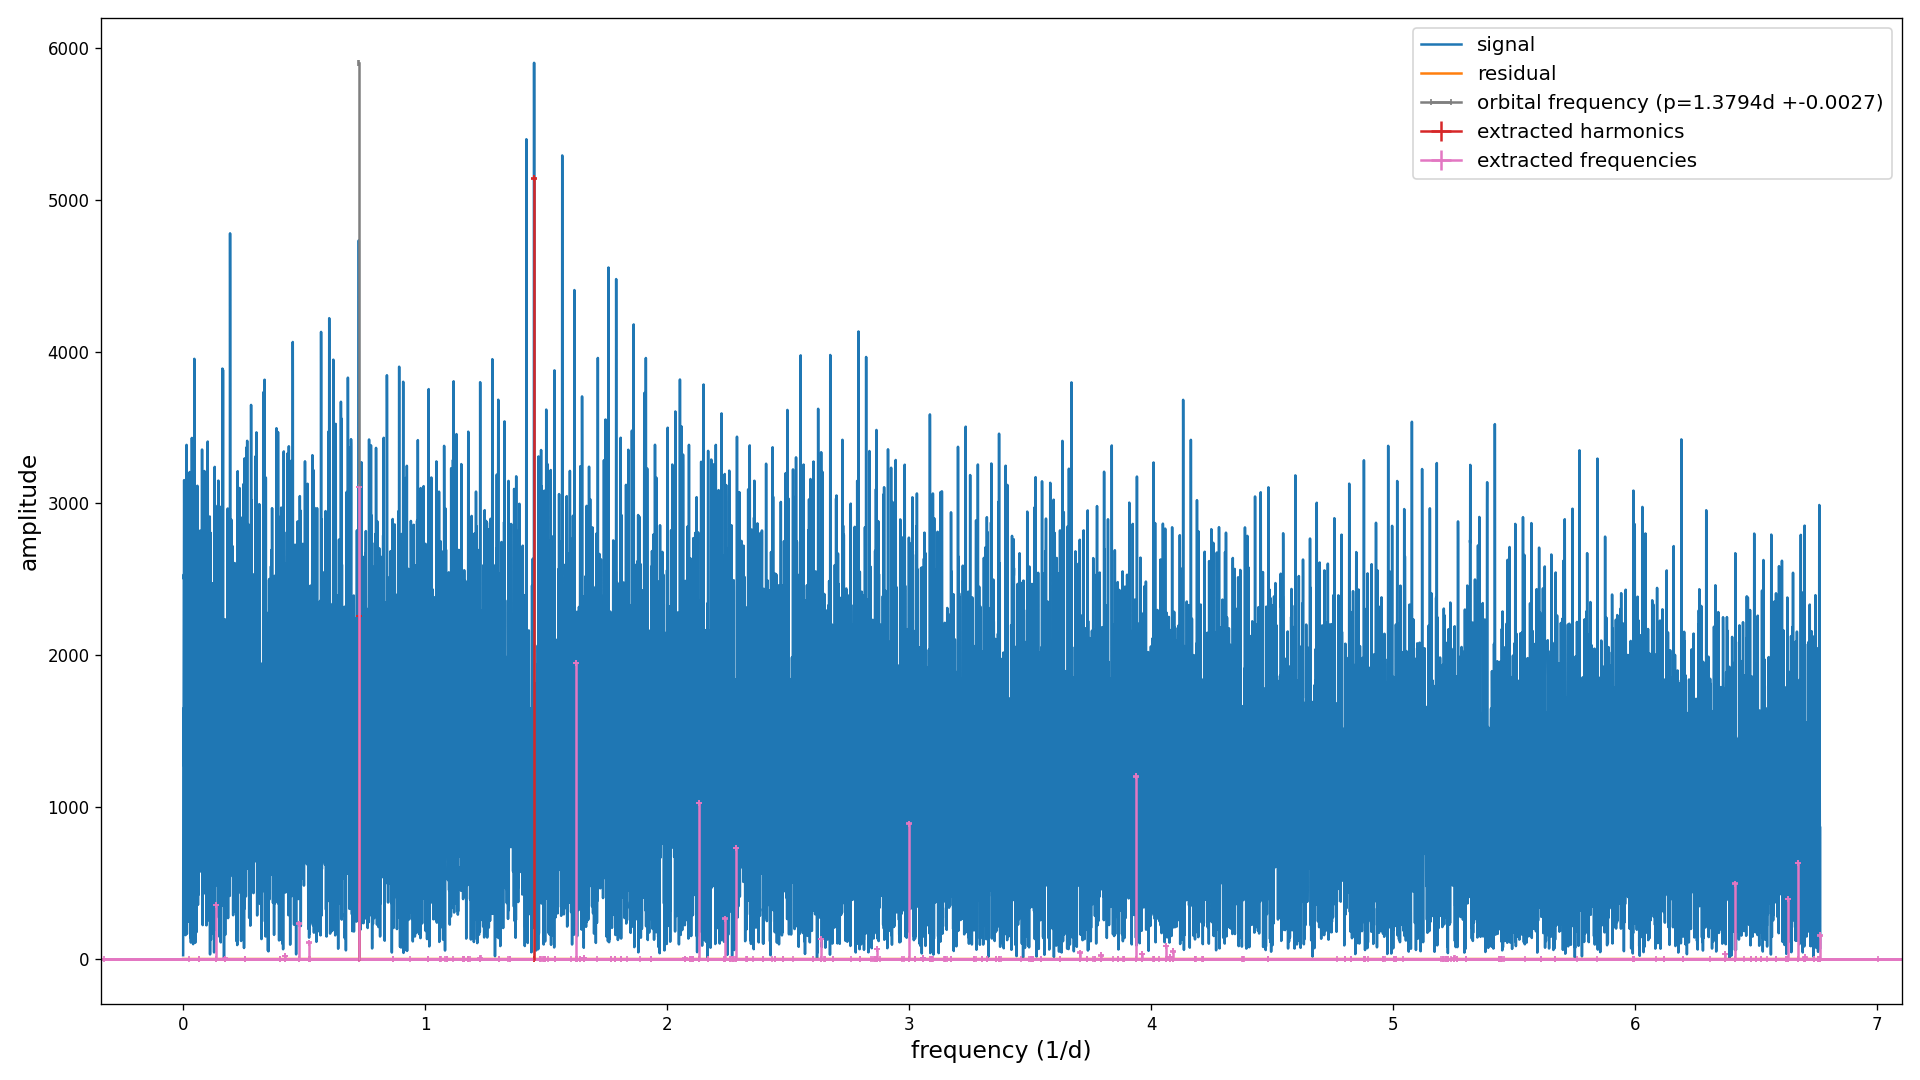 signal
residual
orbital frequency (p=1.3794d +-0.0027)
extracted harmonics
extracted frequencies
amplitude
6000
5000
4000
3000
2000
1000
0
0 1 2 3 4 5 6 7
frequency (1/d)